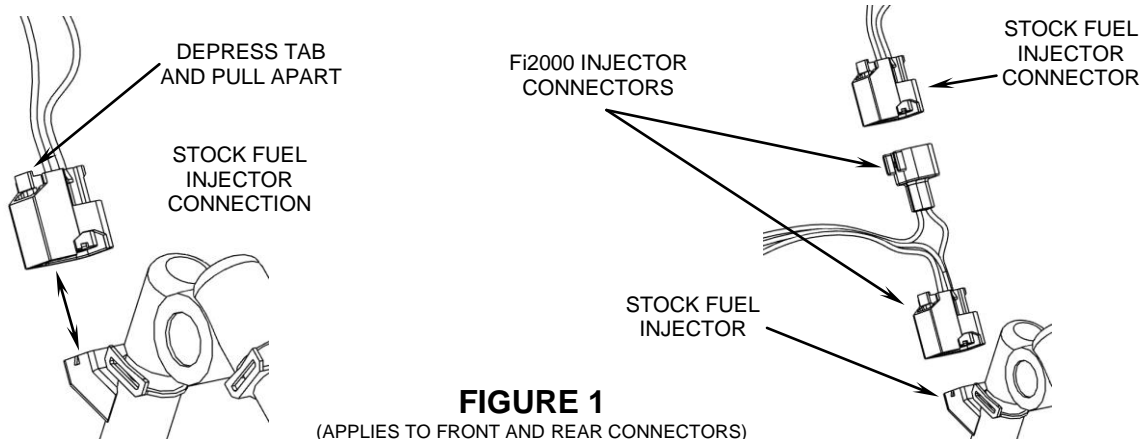 DEPRESS TAB
AND PULL APART
STOCK FUEL
INJECTOR
CONNECTION
Fi2000 INJECTOR
CONNECTORS
STOCK FUEL
INJECTOR
CONNECTOR
STOCK FUEL
INJECTOR
FIGURE 1
(APPLIES TO FRONT AND REAR CONNECTORS)